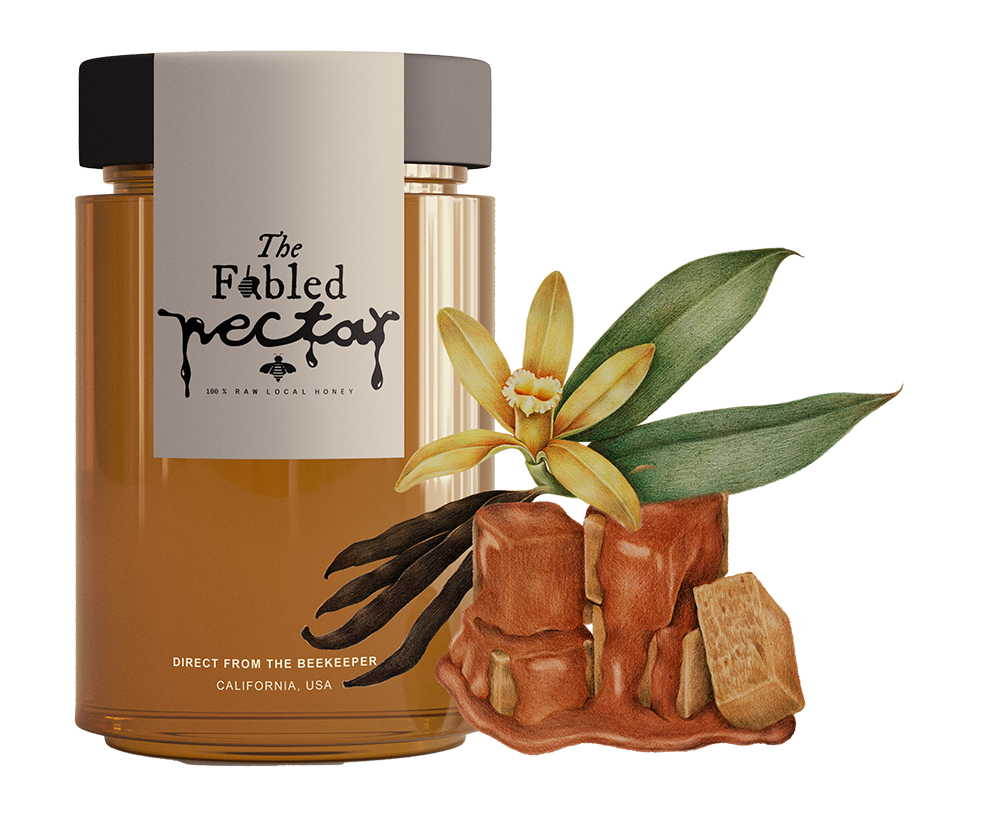 The
Fabled
nectar
100% RAW LOCAL HONEY
DIRECT FROM THE BEEKEEPER
CALIFORNIA, USA